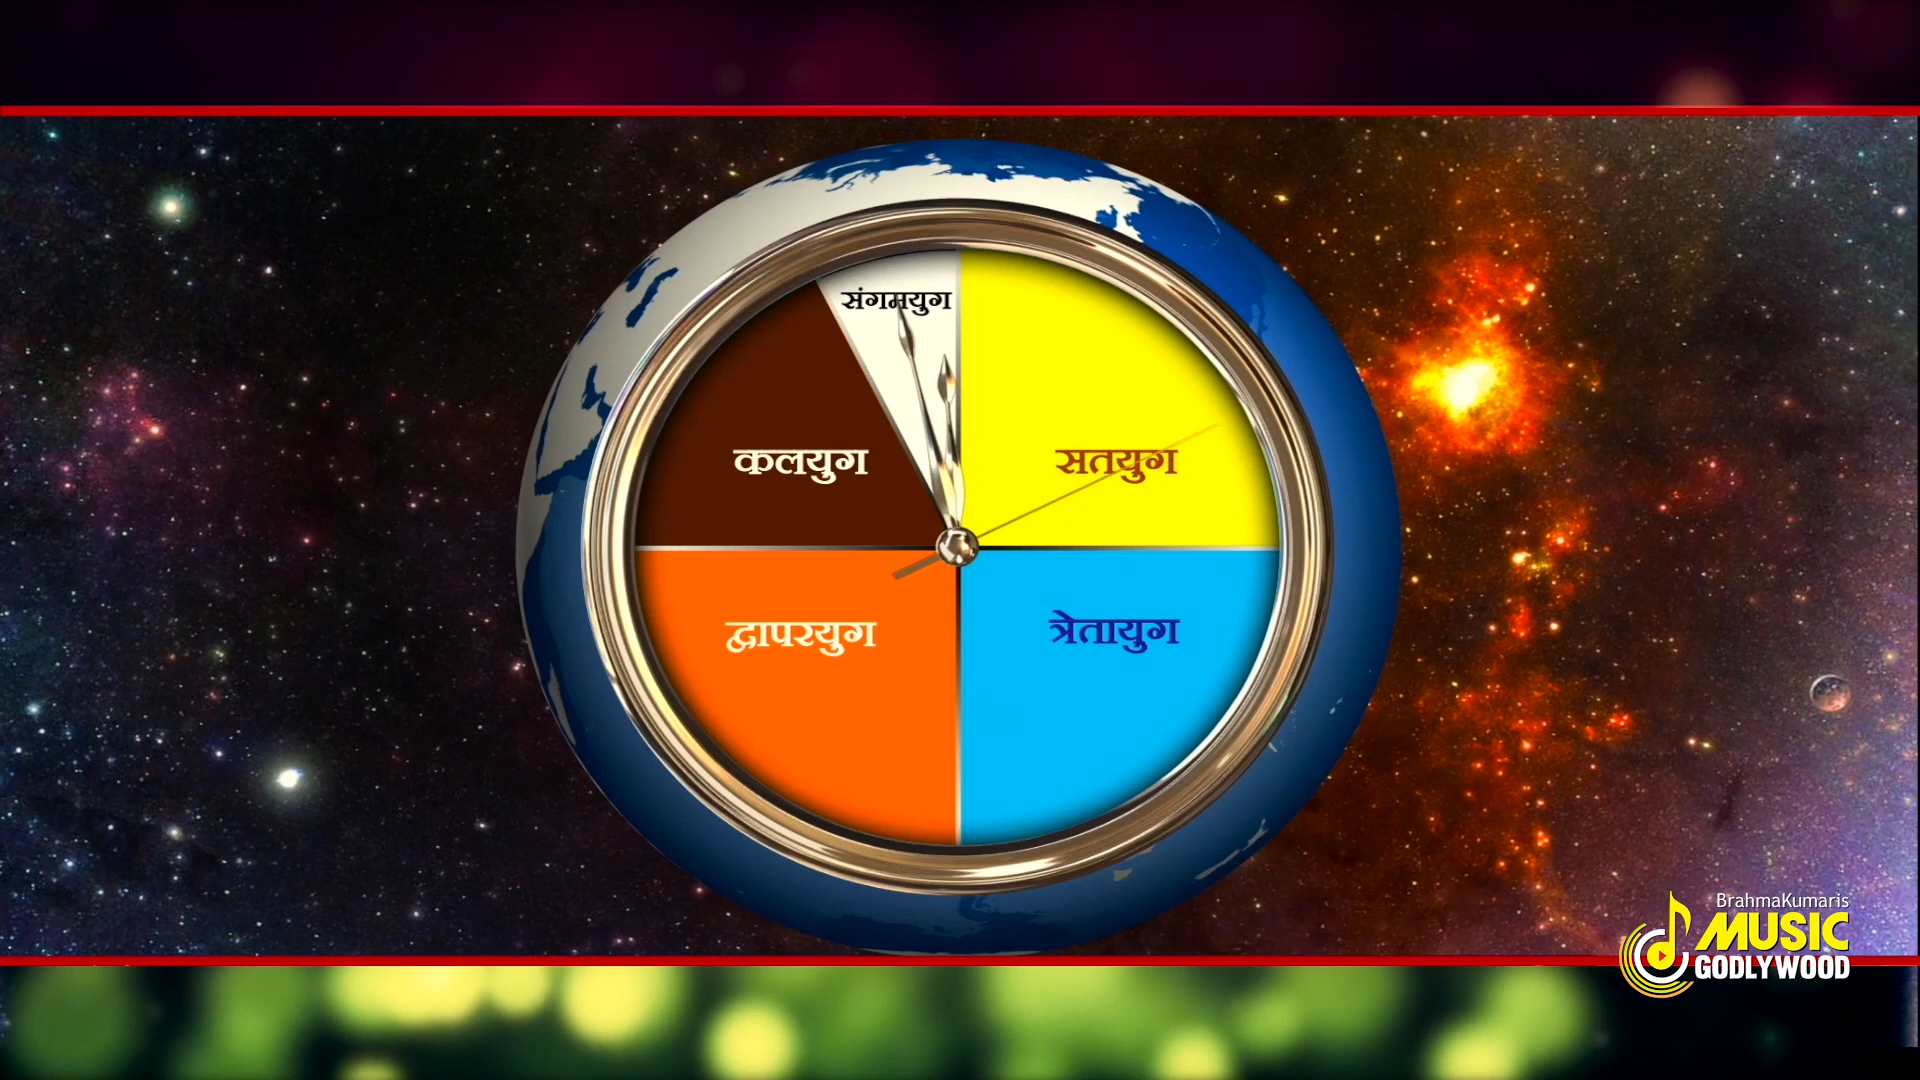 संगमयुग
कलयुग
सतयुग
द्वापरयुग
त्रेतायुग
BrahmaKumaris
MUSIC
GODLYWOOD